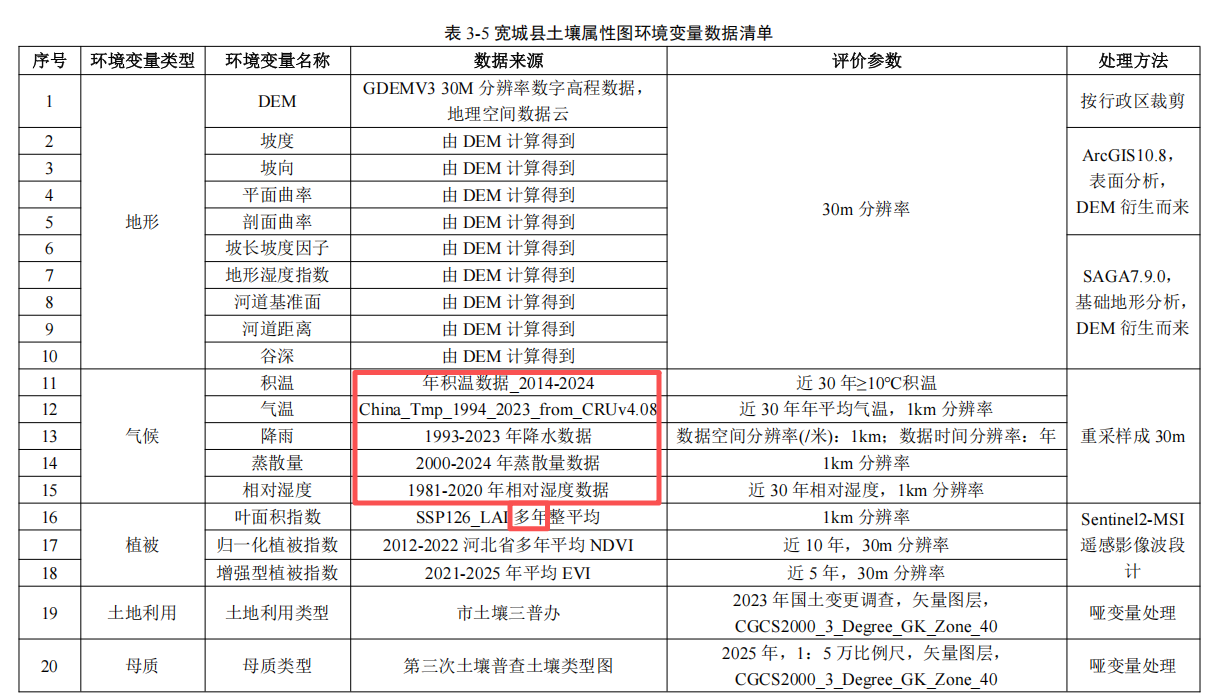 表 3-5 宽城县土壤属性图环境变量数据清单
序号 环境变量类型 环境变量名称 数据来源 评价参数 处理方法
1 地形 DEM GDEMV3 30M 分辨率数字高程数据，
地理空间数据云 30m 分辨率 按行政区裁剪
2 坡度 由 DEM 计算得到 ArcGIS10.8，
表面分析，
DEM 衍生而来
3 坡向 由 DEM 计算得到
4 平面曲率 由 DEM 计算得到
5 剖面曲率 由 DEM 计算得到
6 坡长坡度因子 由 DEM 计算得到 SAGA7.9.0，
基础地形分析，
DEM 衍生而来
7 地形湿度指数 由 DEM 计算得到
8 河道基准面 由 DEM 计算得到
9 河道距离 由 DEM 计算得到
10 谷深 由 DEM 计算得到
11 气候 积温 年积温数据_2014-2024 近 30 年≥10℃积温 重采样成 30m
12 气温 China_Tmp_1994_2023_from_CRUv4.08 近 30 年年平均气温，1km 分辨率
13 降雨 1993-2023 年降水数据 数据空间分辨率(/米)：1km；数据时间分辨率：年
14 蒸散量 2000-2024 年蒸散量数据 1km 分辨率
15 相对湿度 1981-2020 年相对湿度数据 近 30 年相对湿度，1km 分辨率
16 植被 叶面积指数 SSP126_LAI 多年整平均 1km 分辨率 Sentinel2-MSI
遥感影像波段
计
17 归一化植被指数 2012-2022 河北省多年平均 NDVI 近 10 年，30m 分辨率
18 增强型植被指数 2021-2025 年平均 EVI 近 5 年，30m 分辨率
19 土地利用 土地利用类型 市土壤三普办 2023 年国土变更调查，矢量图层，
CGCS2000_3_Degree_GK_Zone_40 哑变量处理
20 母质 母质类型 第三次土壤普查土壤类型图 2025 年，1：5 万比例尺，矢量图层，
CGCS2000_3_Degree_GK_Zone_40 哑变量处理